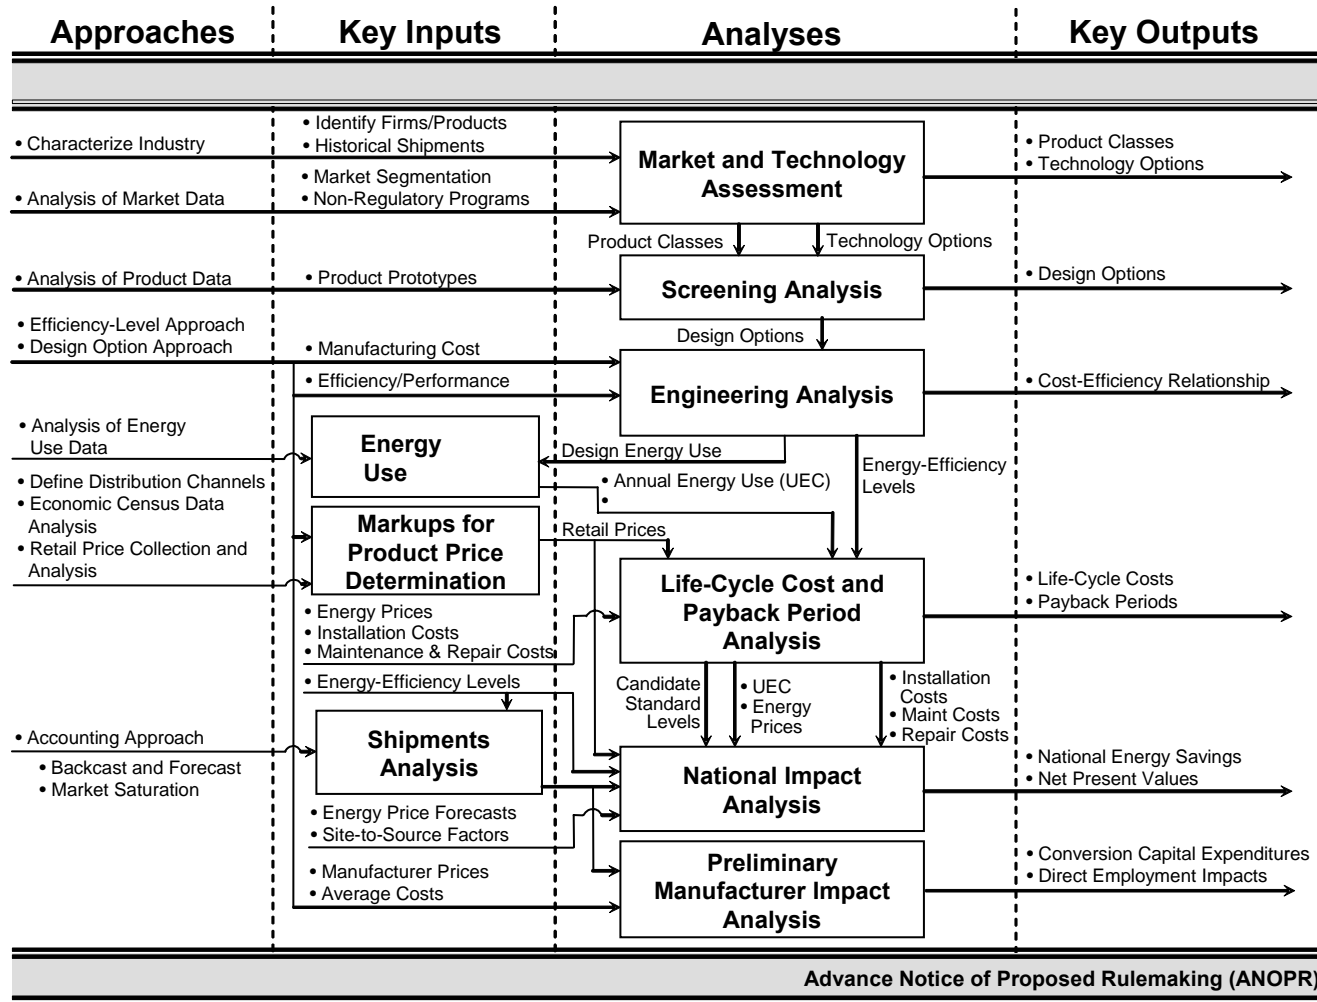 Approaches
Key Inputs
Analyses
Key Outputs
• Characterize Industry
• Identify Firms/Products
• Historical Shipments
Market and Technology
Assessment
• Product Classes
• Technology Options
• Analysis of Market Data
• Market Segmentation
• Non-Regulatory Programs
Product Classes
Technology Options
• Analysis of Product Data
• Product Prototypes
Screening Analysis
• Design Options
Design Options
• Efficiency-Level Approach
• Design Option Approach
• Manufacturing Cost
• Efficiency/Performance
Engineering Analysis
• Cost-Efficiency Relationship
• Analysis of Energy
Use Data
Energy
Use
Design Energy Use
• Annual Energy Use (UEC)
•
Energy-Efficiency
Levels
• Define Distribution Channels
• Economic Census Data
Analysis
• Retail Price Collection and
Analysis
Markups for
Product Price
Determination
Retail Prices
Life-Cycle Cost and
Payback Period
Analysis
• Life-Cycle Costs
• Payback Periods
• Energy Prices
• Installation Costs
• Maintenance & Repair Costs
• Energy-Efficiency Levels
Candidate
Standard
Levels
• UEC
• Energy
Prices
• Installation
Costs
• Maint Costs
• Repair Costs
• Accounting Approach
• Backcast and Forecast
• Market Saturation
Shipments
Analysis
National Impact
Analysis
• National Energy Savings
• Net Present Values
• Energy Price Forecasts
• Site-to-Source Factors
• Manufacturer Prices
• Average Costs
Preliminary
Manufacturer Impact
Analysis
• Conversion Capital Expenditures
• Direct Employment Impacts
Advance Notice of Proposed Rulemaking (ANOPR)